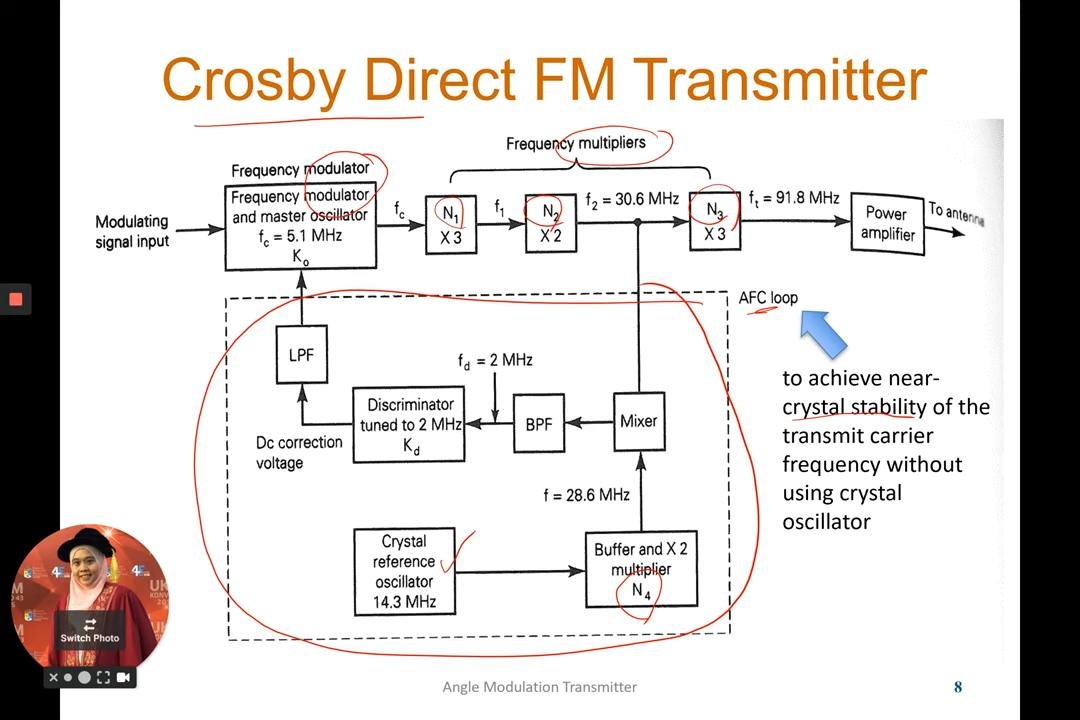 Crosby Direct FM Transmitter
Frequency multipliers
Frequency modulator
Frequency modulator
and master oscillator
fc = 5.1 MHz
Ko
Modulating
signal input
fc
N1
X 3
f1
N2
X 2
f2 = 30.6 MHz
N3
X 3
ft = 91.8 MHz
Power
amplifier
To antenna
AFC loop
LPF
fd = 2 MHz
Discriminator
tuned to 2 MHz
Kd
BPF
Mixer
Dc correction
voltage
f = 28.6 MHz
Crystal
reference
oscillator
14.3 MHz
Buffer and X 2
multiplier
N4
to achieve near-
crystal stability of the
transmit carrier
frequency without
using crystal
oscillator
Switch Photo
Angle Modulation Transmitter
8